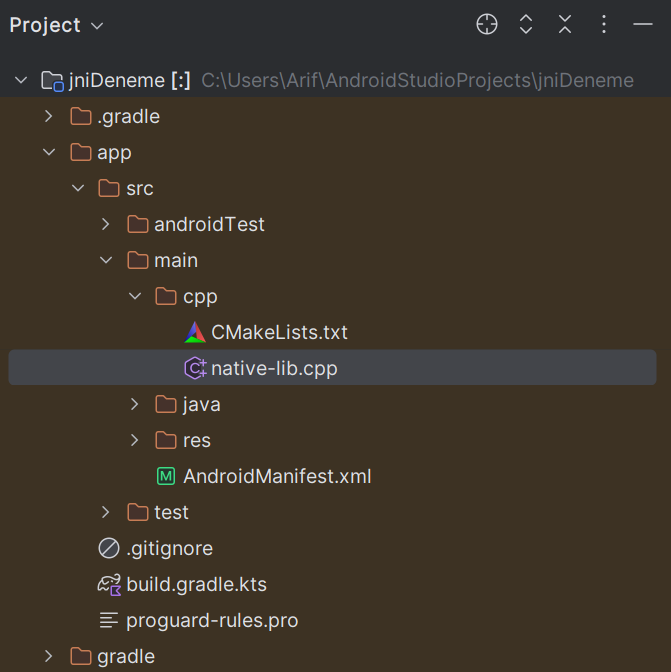 Project
jniDeneme [:] C:\Users\Arif\AndroidStudioProjects\jniDeneme
.gradle
app
src
androidTest
main
cpp
CMakeLists.txt
native-lib.cpp
java
res
AndroidManifest.xml
test
.gitignore
build.gradle.kts
proguard-rules.pro
gradle